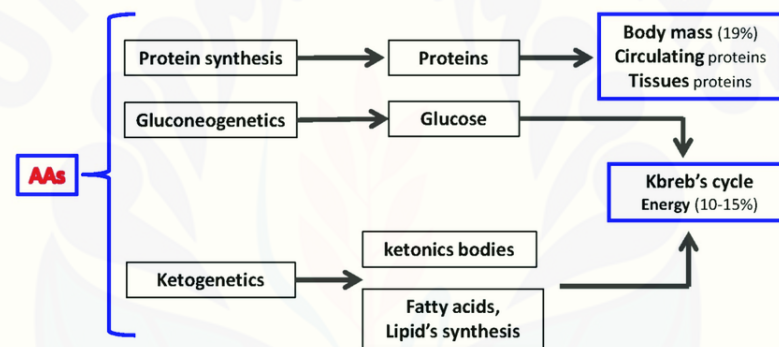 Protein synthesis
Proteins
Body mass (19%)
Circulating proteins
Tissues proteins
Gluconeogenetics
Glucose
AAs
Kbreb's cycle
Energy (10-15%)
ketonics bodies
Ketogenetics
Fatty acids,
Lipid's synthesis